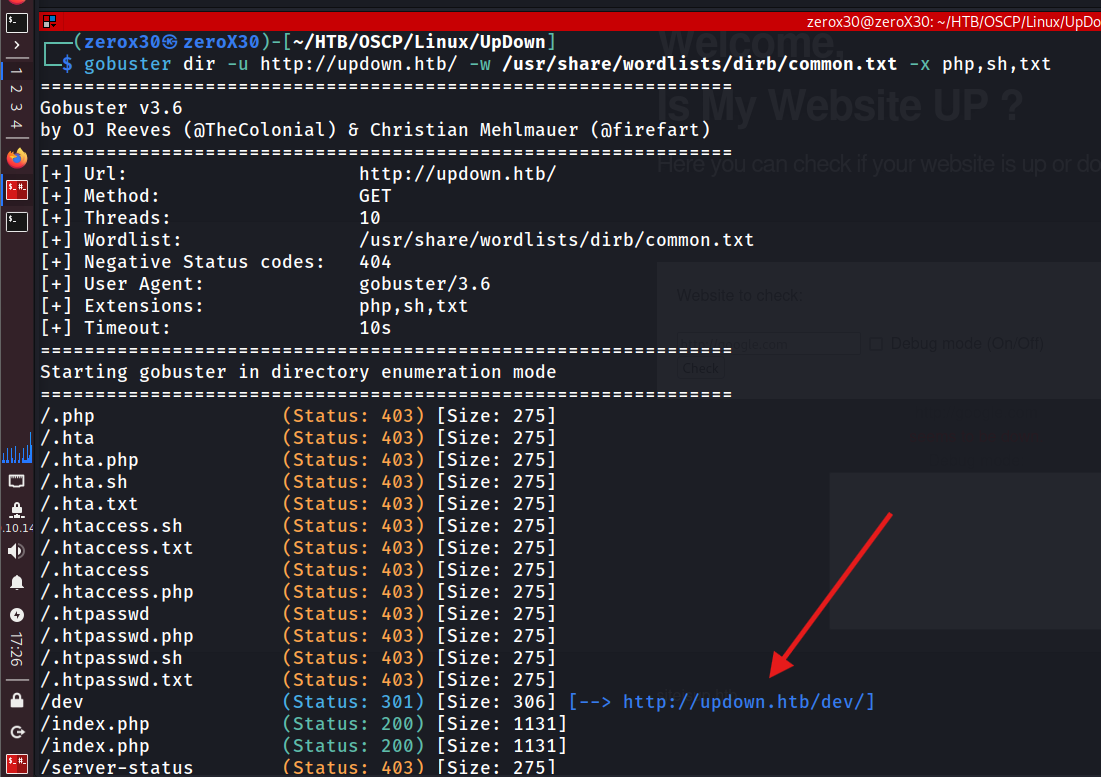 zerox30@zeroX30: ~/HTB/OSCP/Linux/UpDo
┌──(zerox30㉿ zeroX30)-[~/HTB/OSCP/Linux/UpDown]
└─$ gobuster dir -u http://updown.htb/ -w /usr/share/wordlists/dirb/common.txt -x php,sh,txt
===============================================================
Gobuster v3.6
by OJ Reeves (@TheColonial) & Christian Mehlmauer (@firefart)
===============================================================
[+] Url: http://updown.htb/
[+] Method: GET
[+] Threads: 10
[+] Wordlist: /usr/share/wordlists/dirb/common.txt
[+] Negative Status codes: 404
[+] User Agent: gobuster/3.6
[+] Extensions: php,sh,txt
[+] Timeout: 10s
===============================================================
Starting gobuster in directory enumeration mode
===============================================================
/.php (Status: 403) [Size: 275]
/.hta (Status: 403) [Size: 275]
/.hta.php (Status: 403) [Size: 275]
/.hta.sh (Status: 403) [Size: 275]
/.hta.txt (Status: 403) [Size: 275]
/.htaccess.sh (Status: 403) [Size: 275]
/.htaccess.txt (Status: 403) [Size: 275]
/.htaccess (Status: 403) [Size: 275]
/.htaccess.php (Status: 403) [Size: 275]
/.htpasswd (Status: 403) [Size: 275]
/.htpasswd.php (Status: 403) [Size: 275]
/.htpasswd.sh (Status: 403) [Size: 275]
/.htpasswd.txt (Status: 403) [Size: 275]
/dev (Status: 301) [Size: 306] [--> http://updown.htb/dev/]
/index.php (Status: 200) [Size: 1131]
/index.php (Status: 200) [Size: 1131]
/server-status (Status: 403) [Size: 275]
Welcome.
Is My Website UP ?
Here you can check if your website is up or do
Website to check:
Debug mode (On/Off)
Check
1
2
3
4
.10.14
17:26